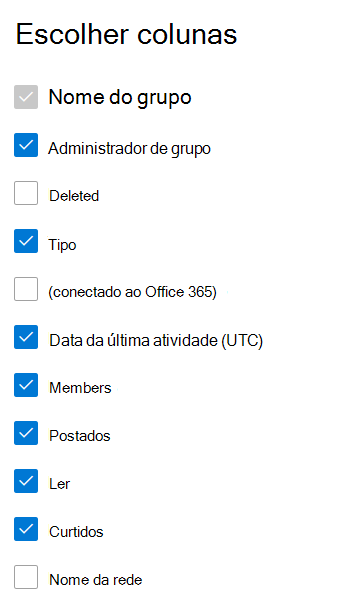 Escolher colunas
Nome do grupo
Administrador de grupo
Deleted
Tipo
(conectado ao Office 365)
Data da última atividade (UTC)
Members
Postados
Ler
Curtidos
Nome da rede